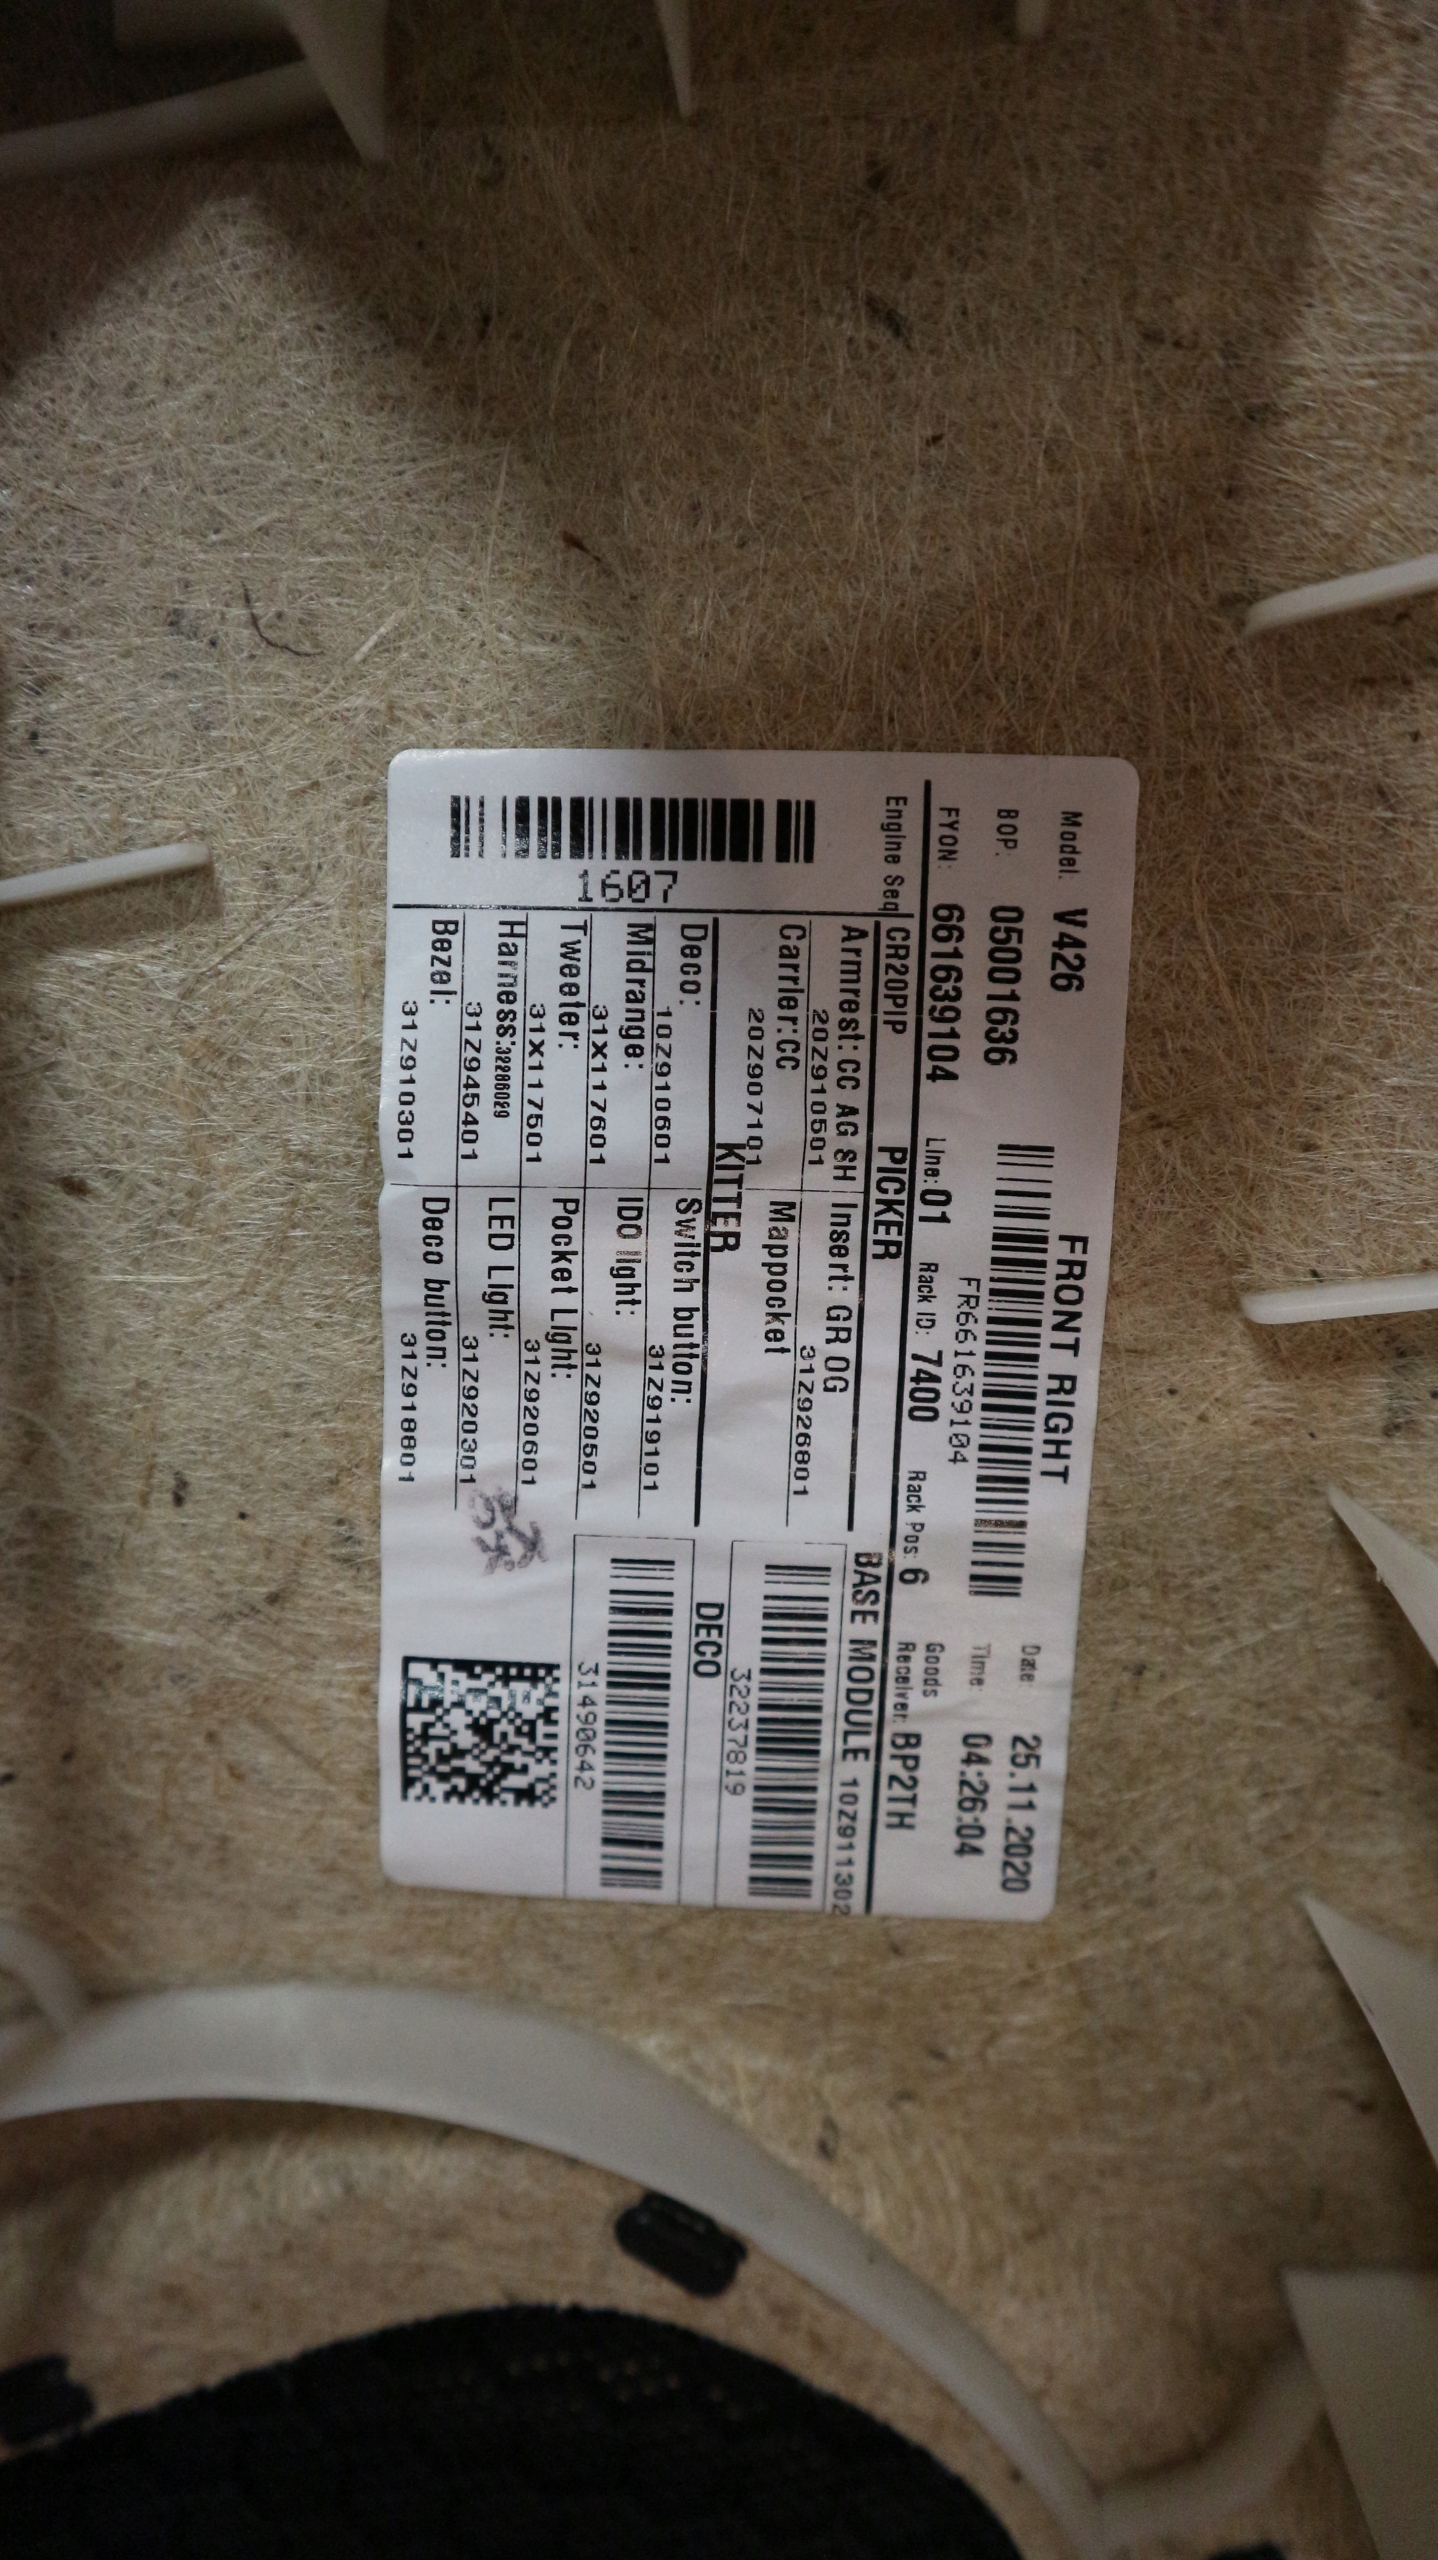 Model: V426 FRONT RIGHT Date: 25.11.2020
BOP: 05001636 FR661639104 Time: 04:26:04
FYON: 661639104 Line: 01 Rack ID: 7400 Rack Pos: 6 Goods Receiver: BP2TH
Engine Seq CR20PIP PICKER BASE MODULE 10Z911302
1607
Armrest: CC AG SH Insert: GR OG
20Z910501 31Z926801
Carrier:CC Mappocket
20Z907101
32237819
KITTER DECO
Deco: Switch button:
10Z910601 31Z919101
Midrange: IDO light:
31X117601 31Z920501
31490642
Tweeter: Pocket Light:
31X117501 31Z920601
Harness:32286029 LED Light:
31Z945401 31Z920301
Bezel: Deco button:
31Z910301 31Z918801